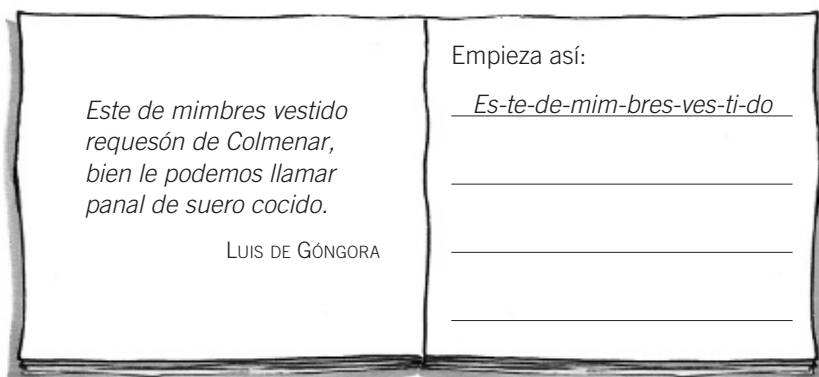 Este de mimbres vestido
requesón de Colmenar,
bien le podemos llamar
panal de suero cocido.
LUIS DE GÓNGORA
Empieza así:
Es-te-de-mim-bres-ves-ti-do